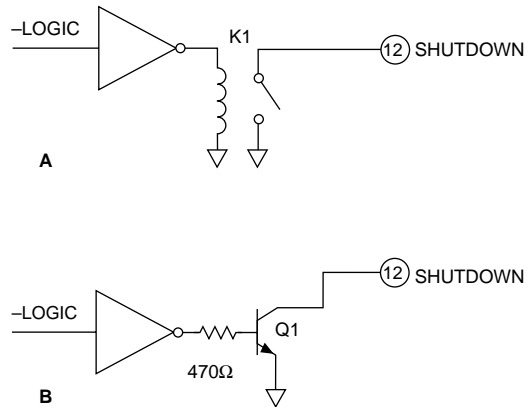 –LOGIC
K1
12 SHUTDOWN
A
12 SHUTDOWN
–LOGIC
Q1
470Ω
B